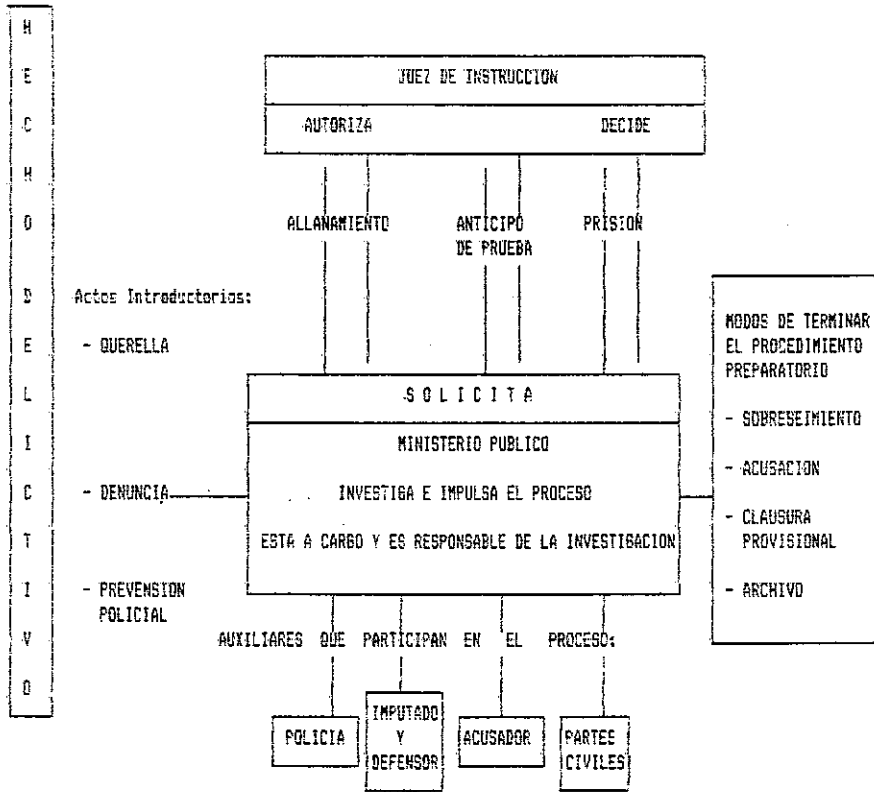 HECHO DELICTIVO
JUEZ DE INSTRUCCION
AUTORIZA DECIDE
ALLANAMIENTO
ANTICIPO
DE PRUEBA
PRISION
Actos Introductorios:
- QUERELLA
- DENUNCIA
- PREVENSION
POLICIAL
S O L I C I T A
MINISTERIO PUBLICO
INVESTIGA E IMPULSA EL PROCESO
ESTA A CARGO Y ES RESPONSABLE DE LA INVESTIGACION
MODOS DE TERMINAR
EL PROCEDIMIENTO
PREPARATORIO
- SOBRESEIMIENTO
- ACUSACION
- CLAUSURA
PROVISIONAL
- ARCHIVO
AUXILIARES QUE PARTICIPAN EN EL PROCESO:
POLICIA
IMPUTADO
Y
DEFENSOR
ACUSADOR
PARTES
CIVILES